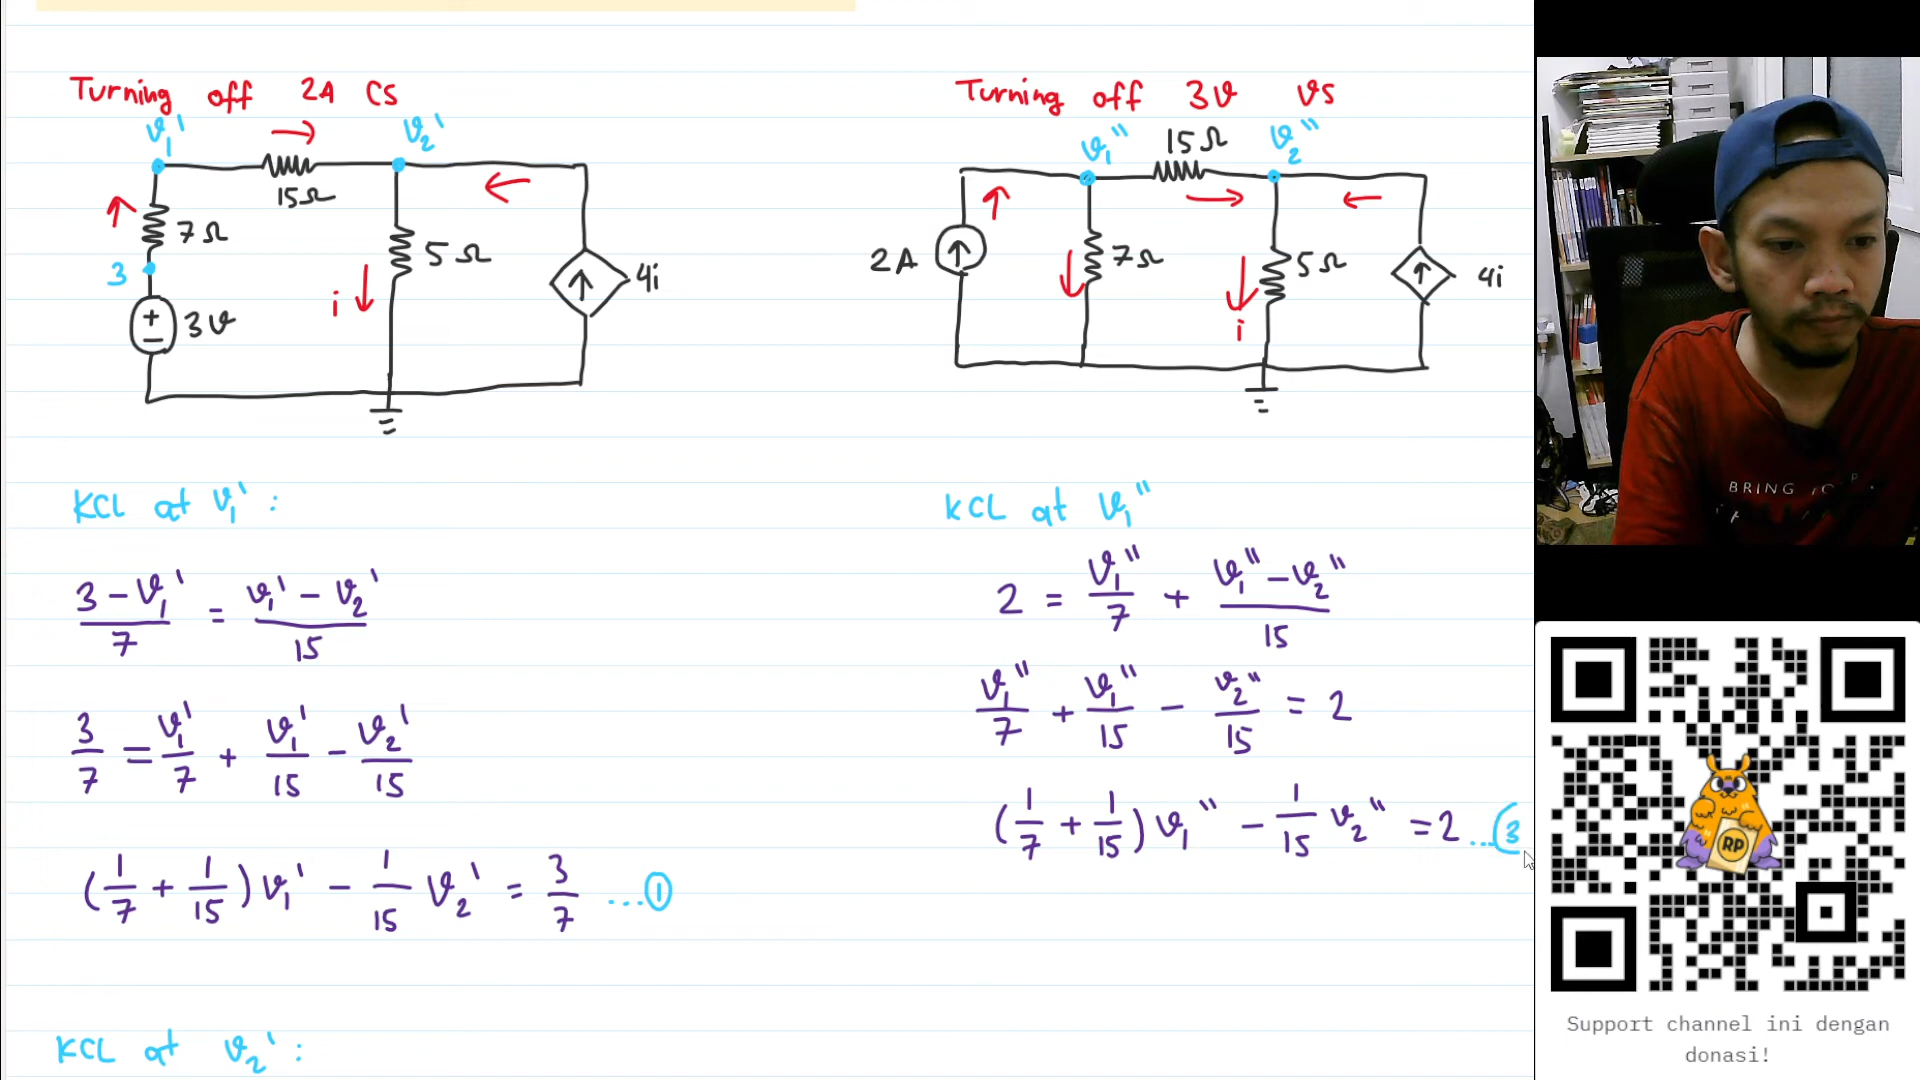 Turning off 2A CS
v₁' v₂'
15Ω
7Ω
5Ω
3
3v
i
4i
KCL at v₁' :
(3 - v₁')/7 = (v₁' - v₂')/15
3/7 = v₁'/7 + v₁'/15 - v₂'/15
(1/7 + 1/15) v₁' - 1/15 v₂' = 3/7 ...①
KCL at v₂' :
Turning off 3v vs
v₁'' 15Ω v₂''
2A
7Ω
5Ω
4i
i
KCL at v₁''
2 = v₁''/7 + (v₁'' - v₂'')/15
v₁''/7 + v₁''/15 - v₂''/15 = 2
(1/7 + 1/15) v₁'' - 1/15 v₂'' = 2 ...(3
BRING YO
RP
Support channel ini dengan
donasi!